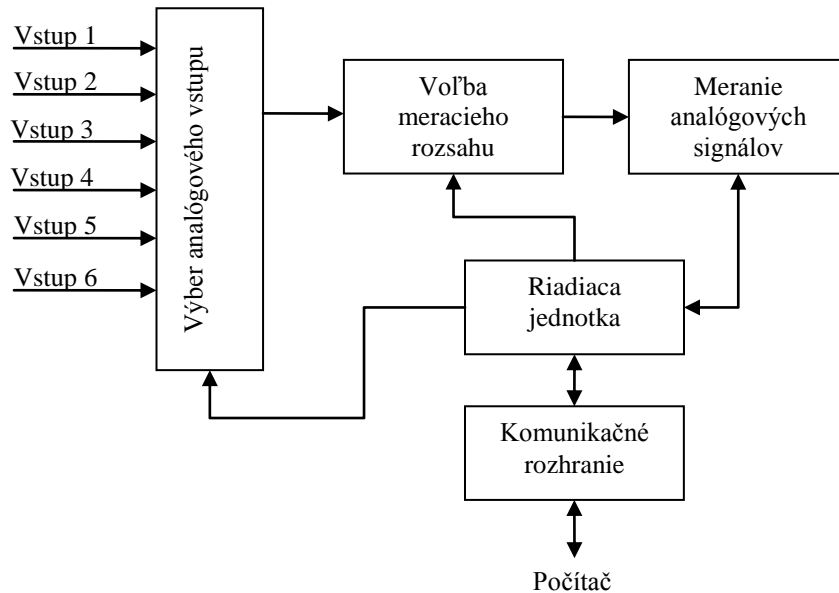 Vstup 1
Vstup 2
Vstup 3
Vstup 4
Vstup 5
Vstup 6
Výber analógového vstupu
Voľba
meracieho
rozsahu
Meranie
analógových
signálov
Riadiaca
jednotka
Komunikačné
rozhranie
Počítač